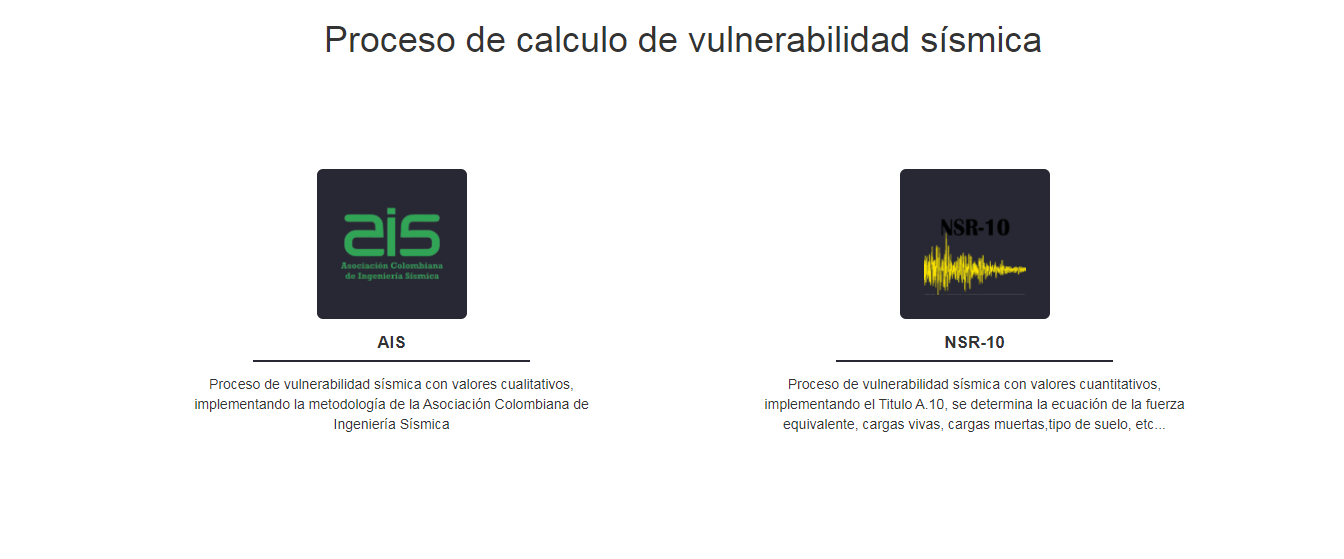 Proceso de calculo de vulnerabilidad sísmica
ais
Asociación Colombiana
de Ingeniería Sísmica
NSR-10
AIS
NSR-10
Proceso de vulnerabilidad sísmica con valores cualitativos,
implementando la metodología de la Asociación Colombiana de
Ingeniería Sísmica
Proceso de vulnerabilidad sísmica con valores cuantitativos,
implementando el Titulo A.10, se determina la ecuación de la fuerza
equivalente, cargas vivas, cargas muertas,tipo de suelo, etc...